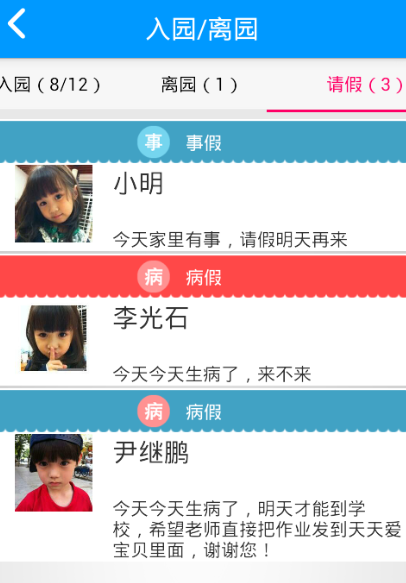 入园/离园
入园（8/12）
离园（1）
请假（3）
事 事假
小明
今天家里有事，请假明天再来
病 病假
李光石
今天今天生病了，来不来
病 病假
尹继鹏
今天今天生病了，明天才能到学
校，希望老师直接把作业发到天天爱
宝贝里面，谢谢您！